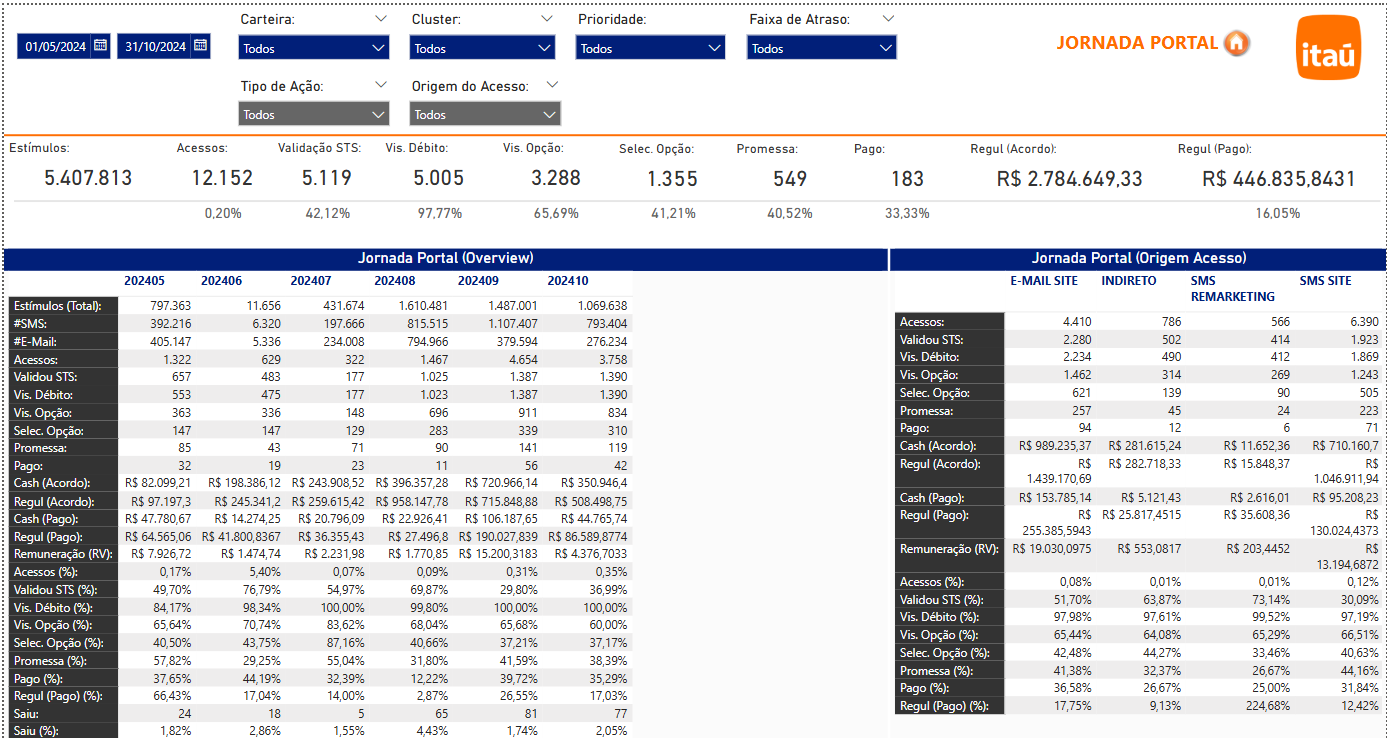 Carteira: Cluster: Prioridade: Faixa de Atraso:
01/05/2024 31/10/2024 Todos Todos Todos Todos
JORNADA PORTAL itaú
Tipo de Ação: Origem do Acesso:
Todos Todos
Estímulos: Acessos: Validação STS: Vis. Débito: Vis. Opção: Selec. Opção: Promessa: Pago: Regul (Acordo): Regul (Pago):
5.407.813 12.152 5.119 5.005 3.288 1.355 549 183 R$ 2.784.649,33 R$ 446.835,8431
0,20% 42,12% 97,77% 65,69% 41,21% 40,52% 33,33% 16,05%
Jornada Portal (Overview)
202405 202406 202407 202408 202409 202410
Estímulos (Total): 797.363 11.656 431.674 1.610.481 1.487.001 1.069.638
#SMS: 392.216 6.320 197.666 815.515 1.107.407 793.404
#E-Mail: 405.147 5.336 234.008 794.966 379.594 276.234
Acessos: 1.322 629 322 1.467 4.654 3.758
Validou STS: 657 483 177 1.025 1.387 1.390
Vis. Débito: 553 475 177 1.023 1.387 1.390
Vis. Opção: 363 336 148 696 911 834
Selec. Opção: 147 147 129 283 339 310
Promessa: 85 43 71 90 141 119
Pago: 32 19 23 11 56 42
Cash (Acordo): R$ 82.099,21 R$ 198.386,12 R$ 243.908,52 R$ 396.357,28 R$ 720.966,14 R$ 350.946,4
Regul (Acordo): R$ 97.197,3 R$ 245.341,2 R$ 259.615,42 R$ 958.147,78 R$ 715.848,88 R$ 508.498,75
Cash (Pago): R$ 47.780,67 R$ 14.274,25 R$ 20.796,09 R$ 22.926,41 R$ 106.187,65 R$ 44.765,74
Regul (Pago): R$ 64.565,06 R$ 41.800,8367 R$ 36.355,43 R$ 27.496,8 R$ 190.027,839 R$ 86.589,8774
Remuneração (RV): R$ 7.926,72 R$ 1.474,74 R$ 2.231,98 R$ 1.770,85 R$ 15.200,3183 R$ 4.376,7033
Acessos (%): 0,17% 5,40% 0,07% 0,09% 0,31% 0,35%
Validou STS (%): 49,70% 76,79% 54,97% 69,87% 29,80% 36,99%
Vis. Débito (%): 84,17% 98,34% 100,00% 99,80% 100,00% 100,00%
Vis. Opção (%): 65,64% 70,74% 83,62% 68,04% 65,68% 60,00%
Selec. Opção (%): 40,50% 43,75% 87,16% 40,66% 37,21% 37,17%
Promessa (%): 57,82% 29,25% 55,04% 31,80% 41,59% 38,39%
Pago (%): 37,65% 44,19% 32,39% 12,22% 39,72% 35,29%
Regul (Pago) (%): 66,43% 17,04% 14,00% 2,87% 26,55% 17,03%
Saiu: 24 18 5 65 81 77
Saiu (%): 1,82% 2,86% 1,55% 4,43% 1,74% 2,05%
Jornada Portal (Origem Acesso)
E-MAIL SITE INDIRETO SMS SMS SITE
REMARKETING
Acessos: 4.410 786 566 6.390
Validou STS: 2.280 502 414 1.923
Vis. Débito: 2.234 490 412 1.869
Vis. Opção: 1.462 314 269 1.243
Selec. Opção: 621 139 90 505
Promessa: 257 45 24 223
Pago: 94 12 6 71
Cash (Acordo): R$ 989.235,37 R$ 281.615,24 R$ 11.652,36 R$ 710.160,7
Regul (Acordo): R$ R$ 282.718,33 R$ 15.848,37 R$
1.439.170,69 1.046.911,94
Cash (Pago): R$ 153.785,14 R$ 5.121,43 R$ 2.616,01 R$ 95.208,23
Regul (Pago): R$ R$ 25.817,4515 R$ 35.608,36 R$
255.385,5943 130.024,4373
Remuneração (RV): R$ 19.030,0975 R$ 553,0817 R$ 203,4452 R$
13.194,6872
Acessos (%): 0,08% 0,01% 0,01% 0,12%
Validou STS (%): 51,70% 63,87% 73,14% 30,09%
Vis. Débito (%): 97,98% 97,61% 99,52% 97,19%
Vis. Opção (%): 65,44% 64,08% 65,29% 66,51%
Selec. Opção (%): 42,48% 44,27% 33,46% 40,63%
Promessa (%): 41,38% 32,37% 26,67% 44,16%
Pago (%): 36,58% 26,67% 25,00% 31,84%
Regul (Pago) (%): 17,75% 9,13% 224,68% 12,42%